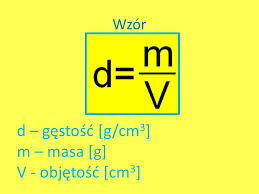 Wzór
d=m/V
d – gęstość [g/cm³]
m – masa [g]
V - objętość [cm³]